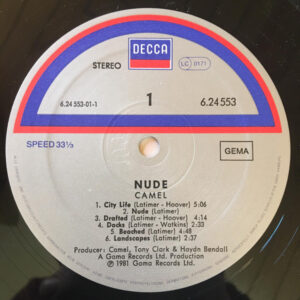 DECCA
STEREO
LC 0171
6.24 553-01-1
1
6.24 553
SPEED 33⅓
GEMA
NUDE
CAMEL
1. City Life (Latimer - Hoover) 5:06
2. Nude (Latimer)
3. Drafted (Latimer - Hoover) 4:14
4. Docks (Latimer - Watkins) 2:33
5. Beached (Latimer) 4:48
6. Landscapes (Latimer) 2:37
Producer: Camel, Tony Clark & Haydn Bendall
A Gama Records Ltd. Production
℗ 1981 Gama Records Ltd.